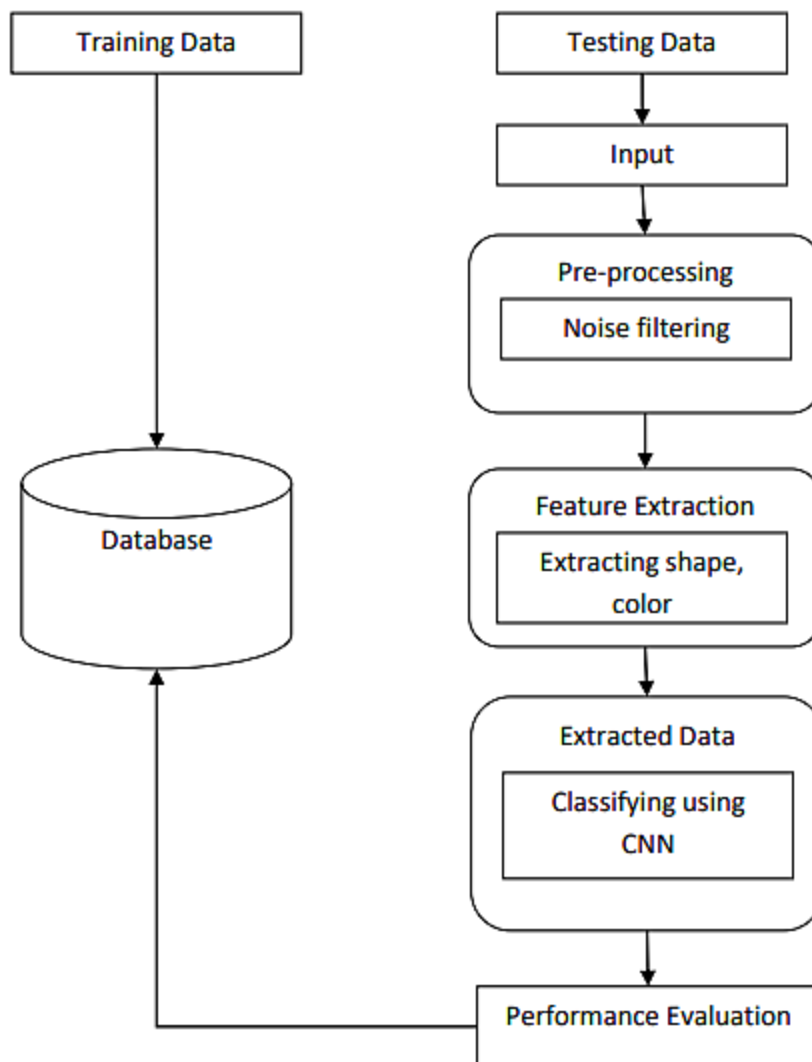 Training Data
Testing Data
Input
Pre-processing
Noise filtering
Database
Feature Extraction
Extracting shape,
color
Extracted Data
Classifying using
CNN
Performance Evaluation